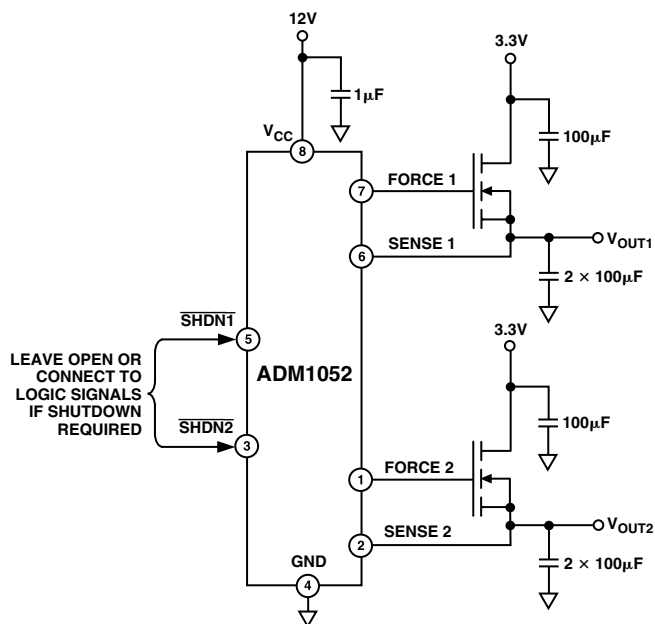 12V
3.3V
1µF
100µF
VCC
8
7
FORCE 1
6
SENSE 1
VOUT1
2 × 100µF
SHDN1
5
3.3V
LEAVE OPEN OR
CONNECT TO
LOGIC SIGNALS
IF SHUTDOWN
REQUIRED
ADM1052
SHDN2
3
100µF
1
FORCE 2
2
SENSE 2
VOUT2
GND
4
2 × 100µF